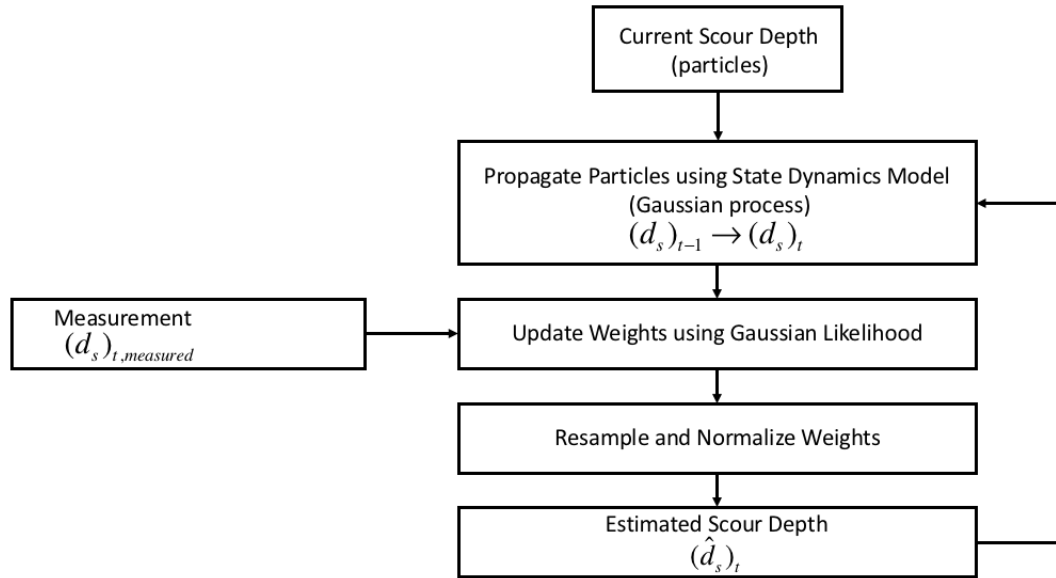 Current Scour Depth
(particles)
Propagate Particles using State Dynamics Model
(Gaussian process)
(d_s)_{t−1} → (d_s)_t
Measurement
(d_s)_{t,measured}
Update Weights using Gaussian Likelihood
Resample and Normalize Weights
Estimated Scour Depth
(d̂_s)_t